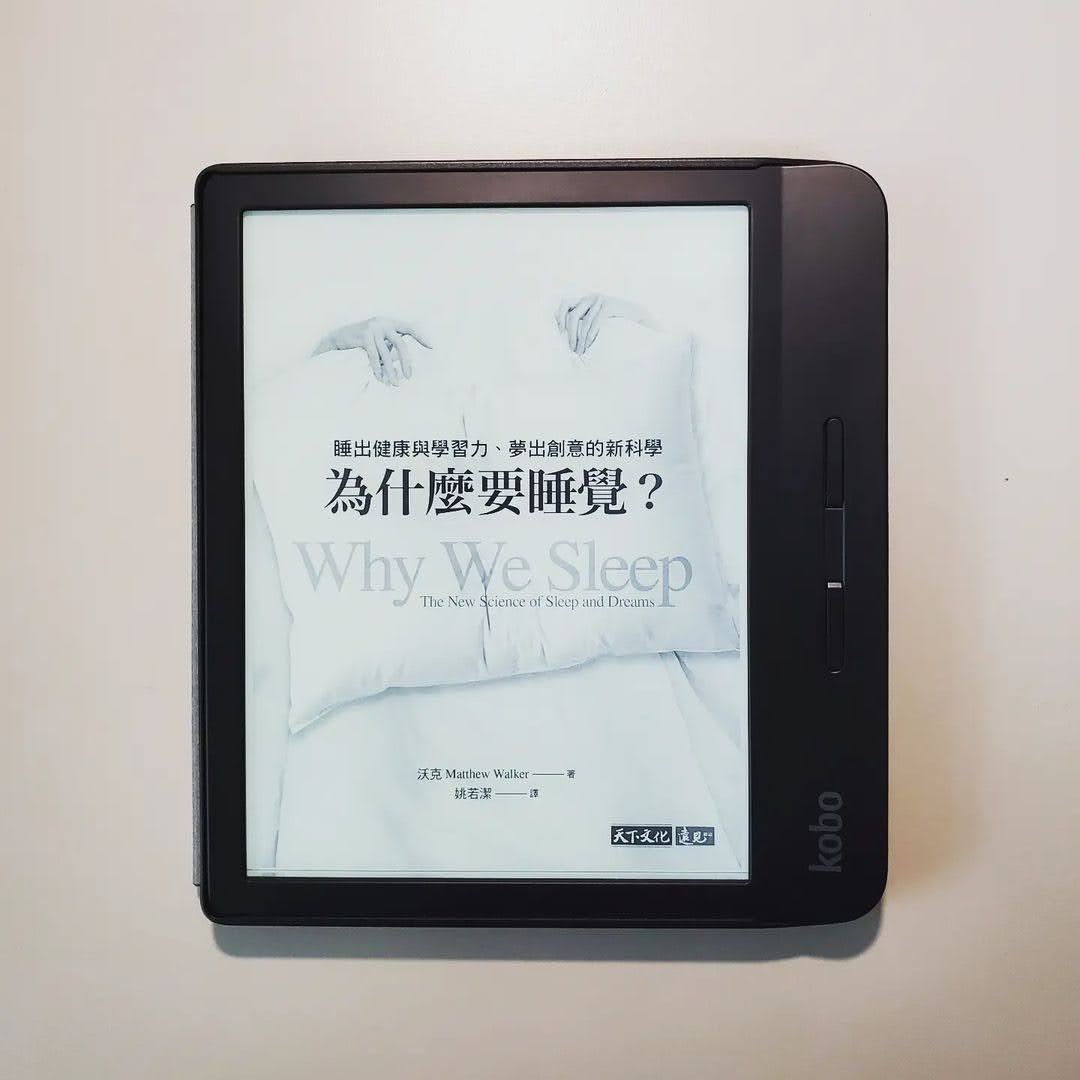 睡出健康與學習力、夢出創意的新科學
為什麼要睡覺？
Why We Sleep
The New Science of Sleep and Dreams
沃克 Matthew Walker —— 著
姚若潔 —— 譯
天下文化 遠見
kobo